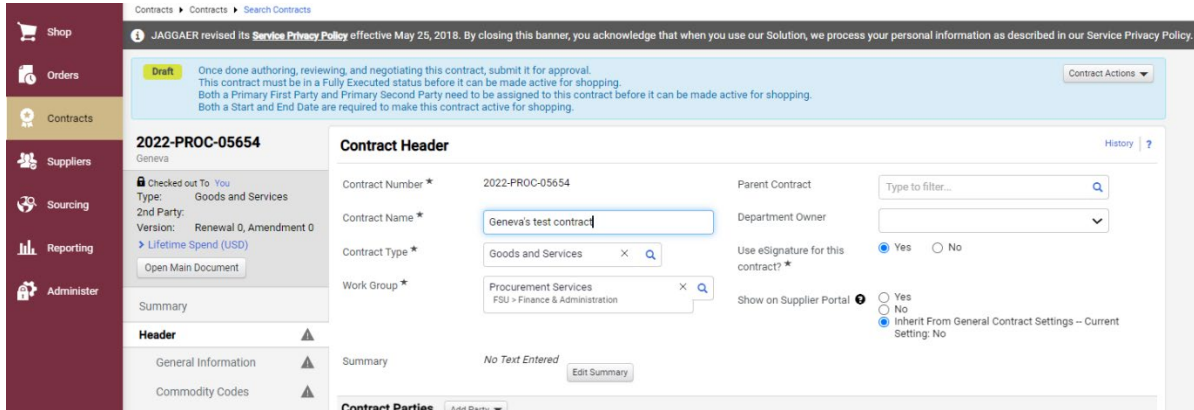 Contracts ▸ Contracts ▸ Search Contracts
Shop
Orders
Contracts
Suppliers
Sourcing
Reporting
Administer
JAGGAER revised its Service Privacy Policy effective May 25, 2018. By closing this banner, you acknowledge that when you use our Solution, we process your personal information as described in our Service Privacy Policy.
Draft
Once done authoring, reviewing, and negotiating this contract, submit it for approval.
This contract must be in a Fully Executed status before it can be made active for shopping.
Both a Primary First Party and Primary Second Party need to be assigned to this contract before it can be made active for shopping.
Both a Start and End Date are required to make this contract active for shopping.
Contract Actions
2022-PROC-05654
Geneva
Checked out To You
Type: Goods and Services
2nd Party:
Version: Renewal 0, Amendment 0
> Lifetime Spend (USD)
Open Main Document
Summary
Header
General Information
Commodity Codes
Contract Header
History ?
Contract Number ★ 2022-PROC-05654
Contract Name ★ Geneva's test contract
Contract Type ★ Goods and Services
Work Group ★ Procurement Services
FSU > Finance & Administration
Summary No Text Entered
Edit Summary
Parent Contract Type to filter...
Department Owner
Use eSignature for this Yes No
contract? ★
Show on Supplier Portal ? Yes
No
Inherit From General Contract Settings -- Current
Setting: No
Contract Parties Add Party